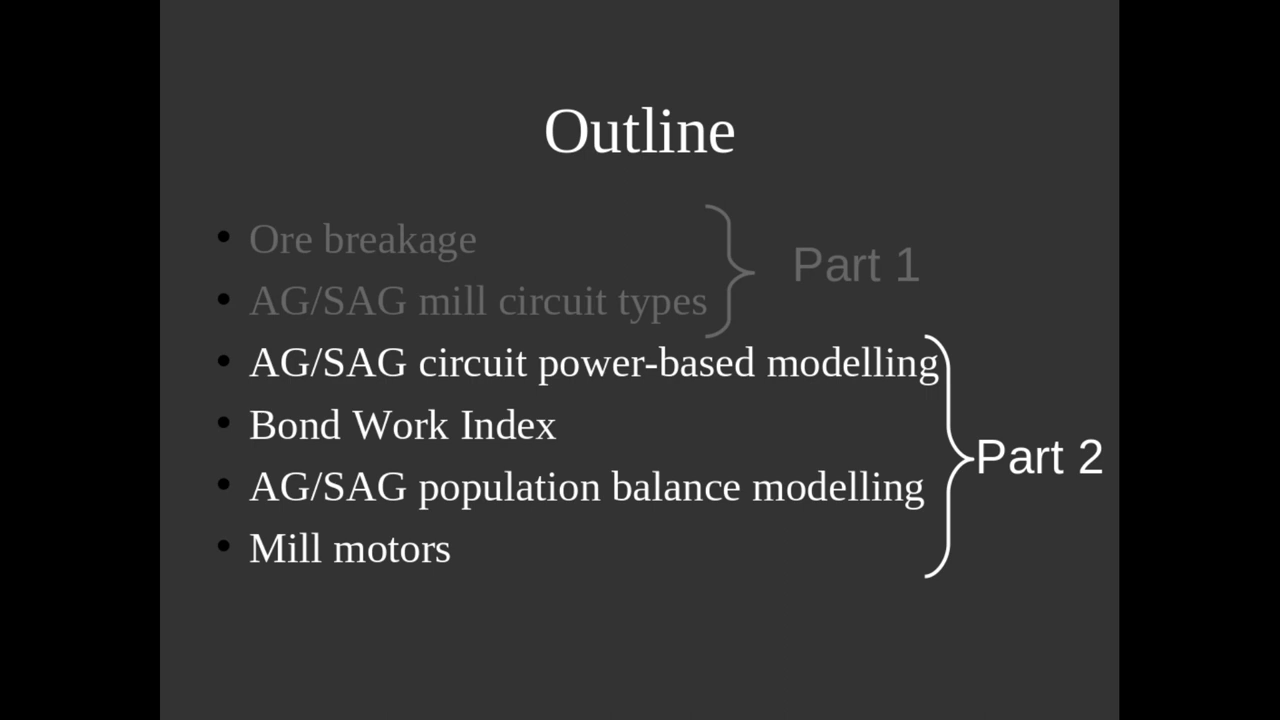 Outline
Ore breakage
AG/SAG mill circuit types
Part 1
AG/SAG circuit power-based modelling
Bond Work Index
AG/SAG population balance modelling
Mill motors
Part 2